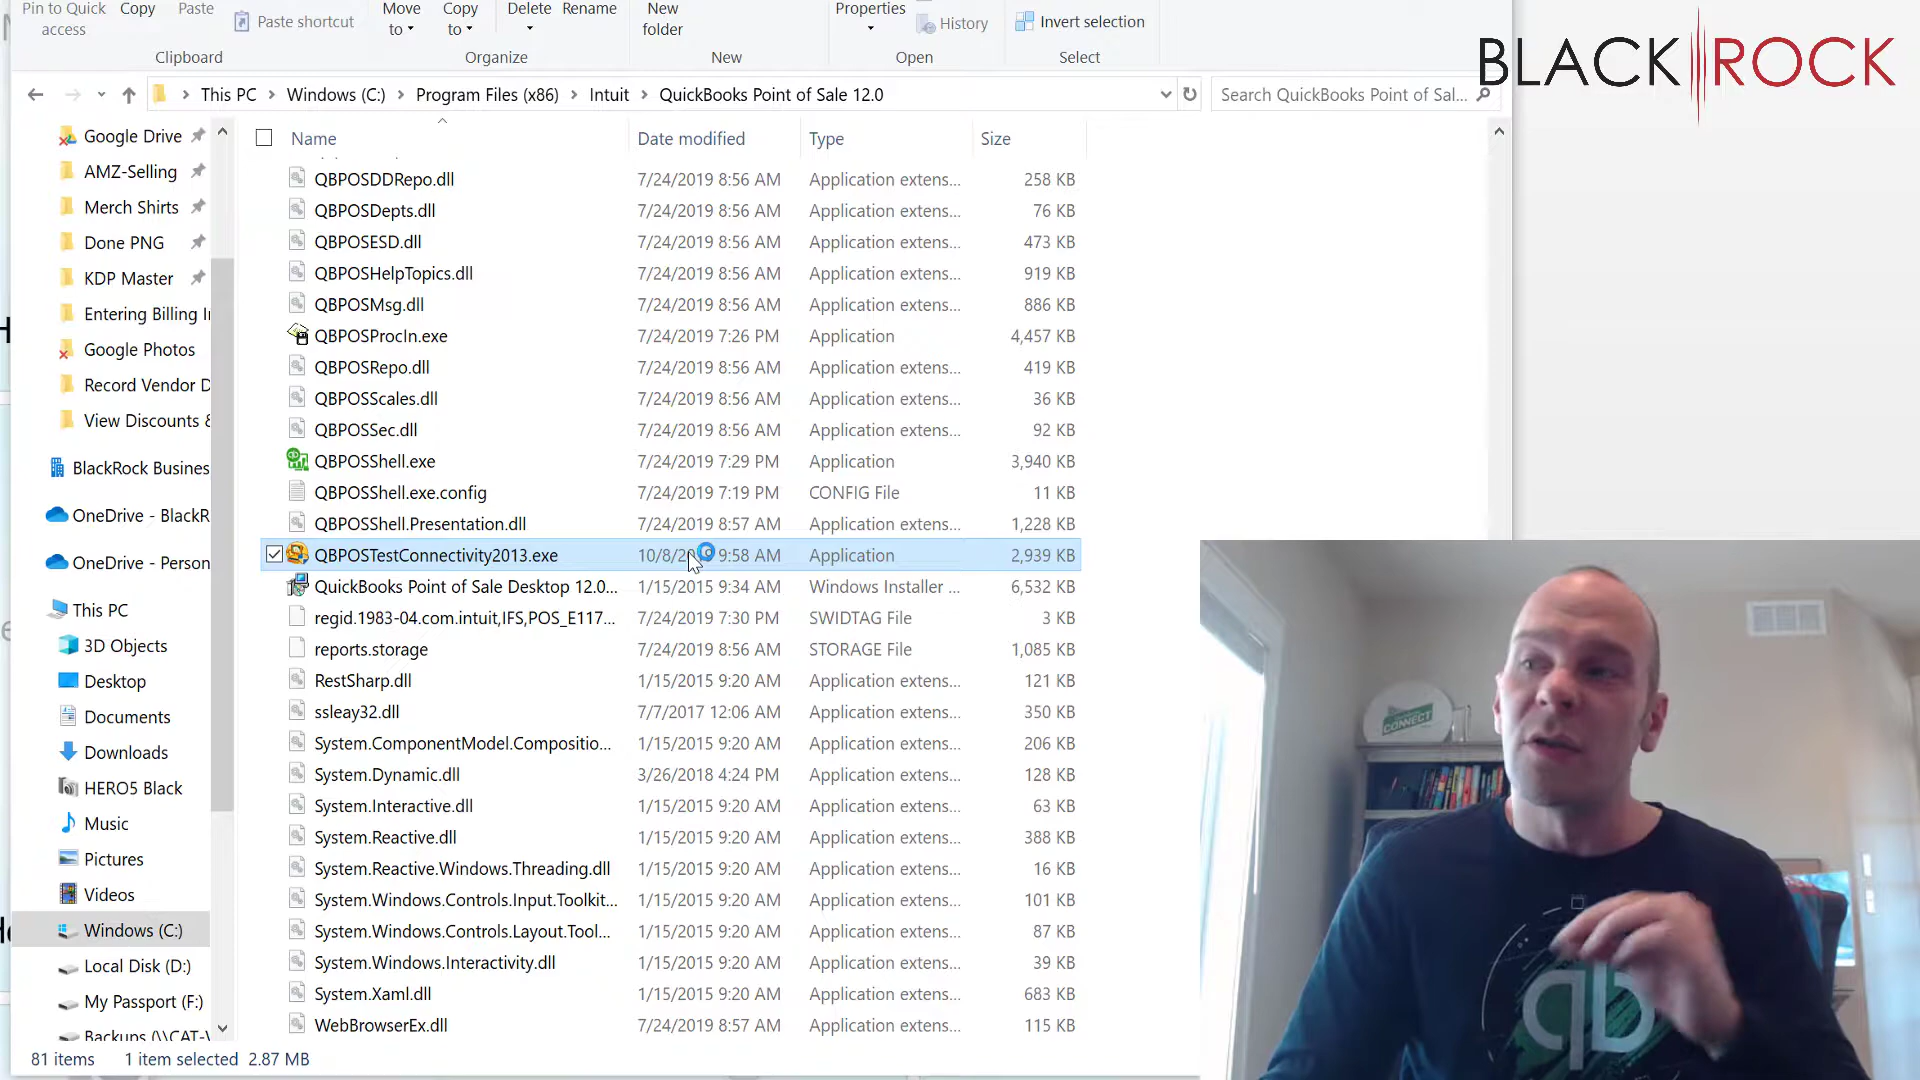 Pin to Quick
access
Copy
Paste
Paste shortcut
Clipboard
Move
to
Copy
to
Delete
Rename
Organize
New
folder
New
Properties
History
Open
Invert selection
Select
BLACK ROCK
This PC
Windows (C:)
Program Files (x86)
Intuit
QuickBooks Point of Sale 12.0
Search QuickBooks Point of Sal...
Google Drive
AMZ-Selling
Merch Shirts
Done PNG
KDP Master
Entering Billing I
Google Photos
Record Vendor D
View Discounts &
BlackRock Busines
OneDrive - BlackR
OneDrive - Person
This PC
3D Objects
Desktop
Documents
Downloads
HERO5 Black
Music
Pictures
Videos
Windows (C:)
Local Disk (D:)
My Passport (F:)
Backups (\\CAT-V
Name Date modified Type Size
QBPOSDDRepo.dll 7/24/2019 8:56 AM Application extens... 258 KB
QBPOSDepts.dll 7/24/2019 8:56 AM Application extens... 76 KB
QBPOSESD.dll 7/24/2019 8:56 AM Application extens... 473 KB
QBPOSHelpTopics.dll 7/24/2019 8:56 AM Application extens... 919 KB
QBPOSMsg.dll 7/24/2019 8:56 AM Application extens... 886 KB
QBPOSProcIn.exe 7/24/2019 7:26 PM Application 4,457 KB
QBPOSRepo.dll 7/24/2019 8:56 AM Application extens... 419 KB
QBPOSScales.dll 7/24/2019 8:56 AM Application extens... 36 KB
QBPOSSec.dll 7/24/2019 8:56 AM Application extens... 92 KB
QBPOSShell.exe 7/24/2019 7:29 PM Application 3,940 KB
QBPOSShell.exe.config 7/24/2019 7:19 PM CONFIG File 11 KB
QBPOSShell.Presentation.dll 7/24/2019 8:57 AM Application extens... 1,228 KB
QBPOSTestConnectivity2013.exe 9:58 AM Application 2,939 KB
QuickBooks Point of Sale Desktop 12.0... 1/15/2015 9:34 AM Windows Installer ... 6,532 KB
regid.1983-04.com.intuit,IFS,POS_E117... 7/24/2019 7:30 PM SWIDTAG File 3 KB
reports.storage 7/24/2019 8:56 AM STORAGE File 1,085 KB
RestSharp.dll 1/15/2015 9:20 AM Application extens... 121 KB
ssleay32.dll 7/7/2017 12:06 AM Application extens... 350 KB
System.ComponentModel.Compositio... 1/15/2015 9:20 AM Application extens... 206 KB
System.Dynamic.dll 3/26/2018 4:24 PM Application extens... 128 KB
System.Interactive.dll 1/15/2015 9:20 AM Application extens... 63 KB
System.Reactive.dll 1/15/2015 9:20 AM Application extens... 388 KB
System.Reactive.Windows.Threading.dll 1/15/2015 9:20 AM Application extens... 16 KB
System.Windows.Controls.Input.Toolkit... 1/15/2015 9:20 AM Application extens... 101 KB
System.Windows.Controls.Layout.Tool... 1/15/2015 9:20 AM Application extens... 87 KB
System.Windows.Interactivity.dll 1/15/2015 9:20 AM Application extens... 39 KB
System.Xaml.dll 1/15/2015 9:20 AM Application extens... 683 KB
WebBrowserEx.dll 7/24/2019 8:57 AM Application extens... 115 KB
81 items 1 item selected 2.87 MB
CONNECT
qb